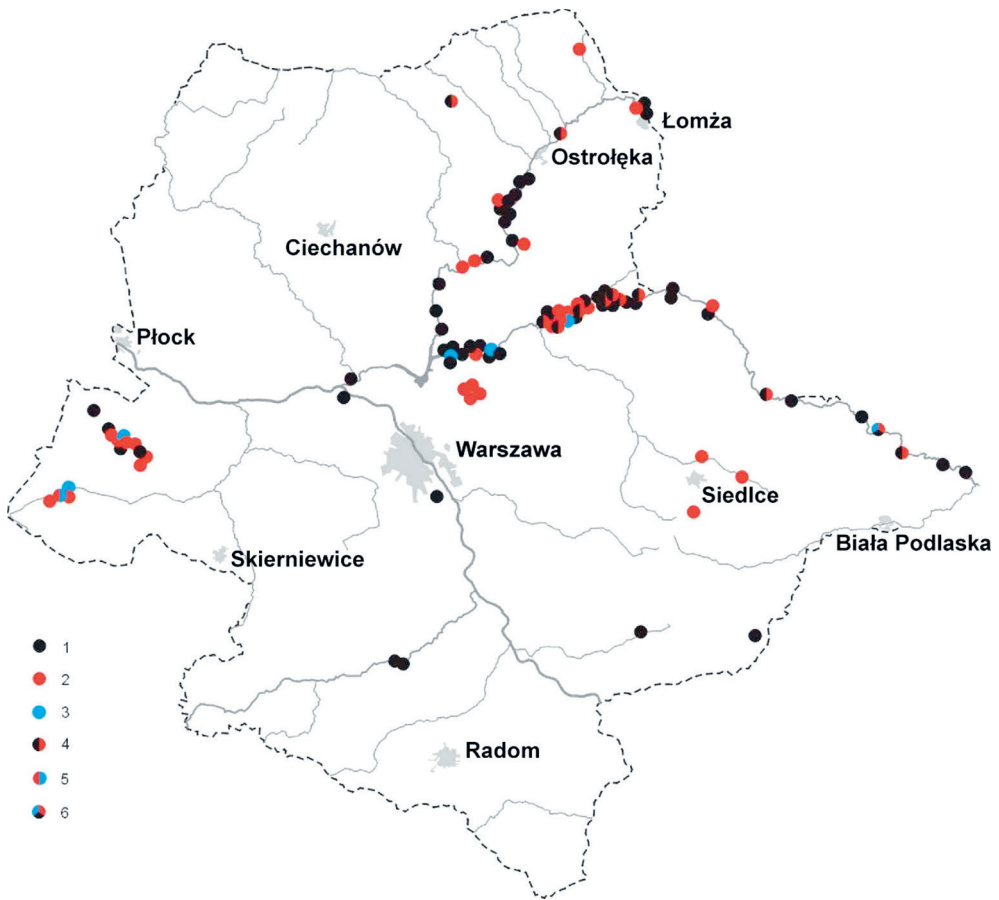 Łomża
Ostrołęka
Ciechanów
Płock
Warszawa
Siedlce
Biała Podlaska
Skierniewice
Radom
1
2
3
4
5
6